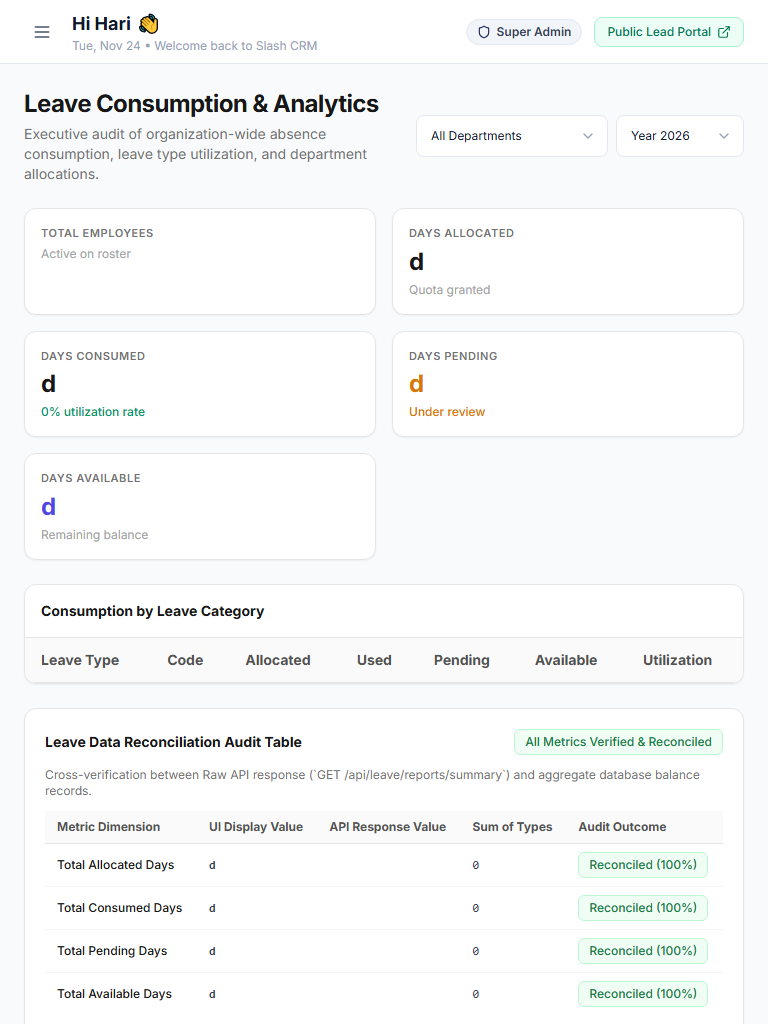 Hi Hari 👋
Tue, Nov 24 • Welcome back to Slash CRM
Super Admin
Public Lead Portal
Leave Consumption & Analytics
Executive audit of organization-wide absence
consumption, leave type utilization, and department
allocations.
All Departments
Year 2026
TOTAL EMPLOYEES
Active on roster
DAYS ALLOCATED
d
Quota granted
DAYS CONSUMED
d
0% utilization rate
DAYS PENDING
d
Under review
DAYS AVAILABLE
d
Remaining balance
Consumption by Leave Category
Leave Type Code Allocated Used Pending Available Utilization
Leave Data Reconciliation Audit Table
All Metrics Verified & Reconciled
Cross-verification between Raw API response (`GET /api/leave/reports/summary`) and aggregate database balance
records.
Metric Dimension UI Display Value API Response Value Sum of Types Audit Outcome
Total Allocated Days d 0 Reconciled (100%)
Total Consumed Days d 0 Reconciled (100%)
Total Pending Days d 0 Reconciled (100%)
Total Available Days d 0 Reconciled (100%)